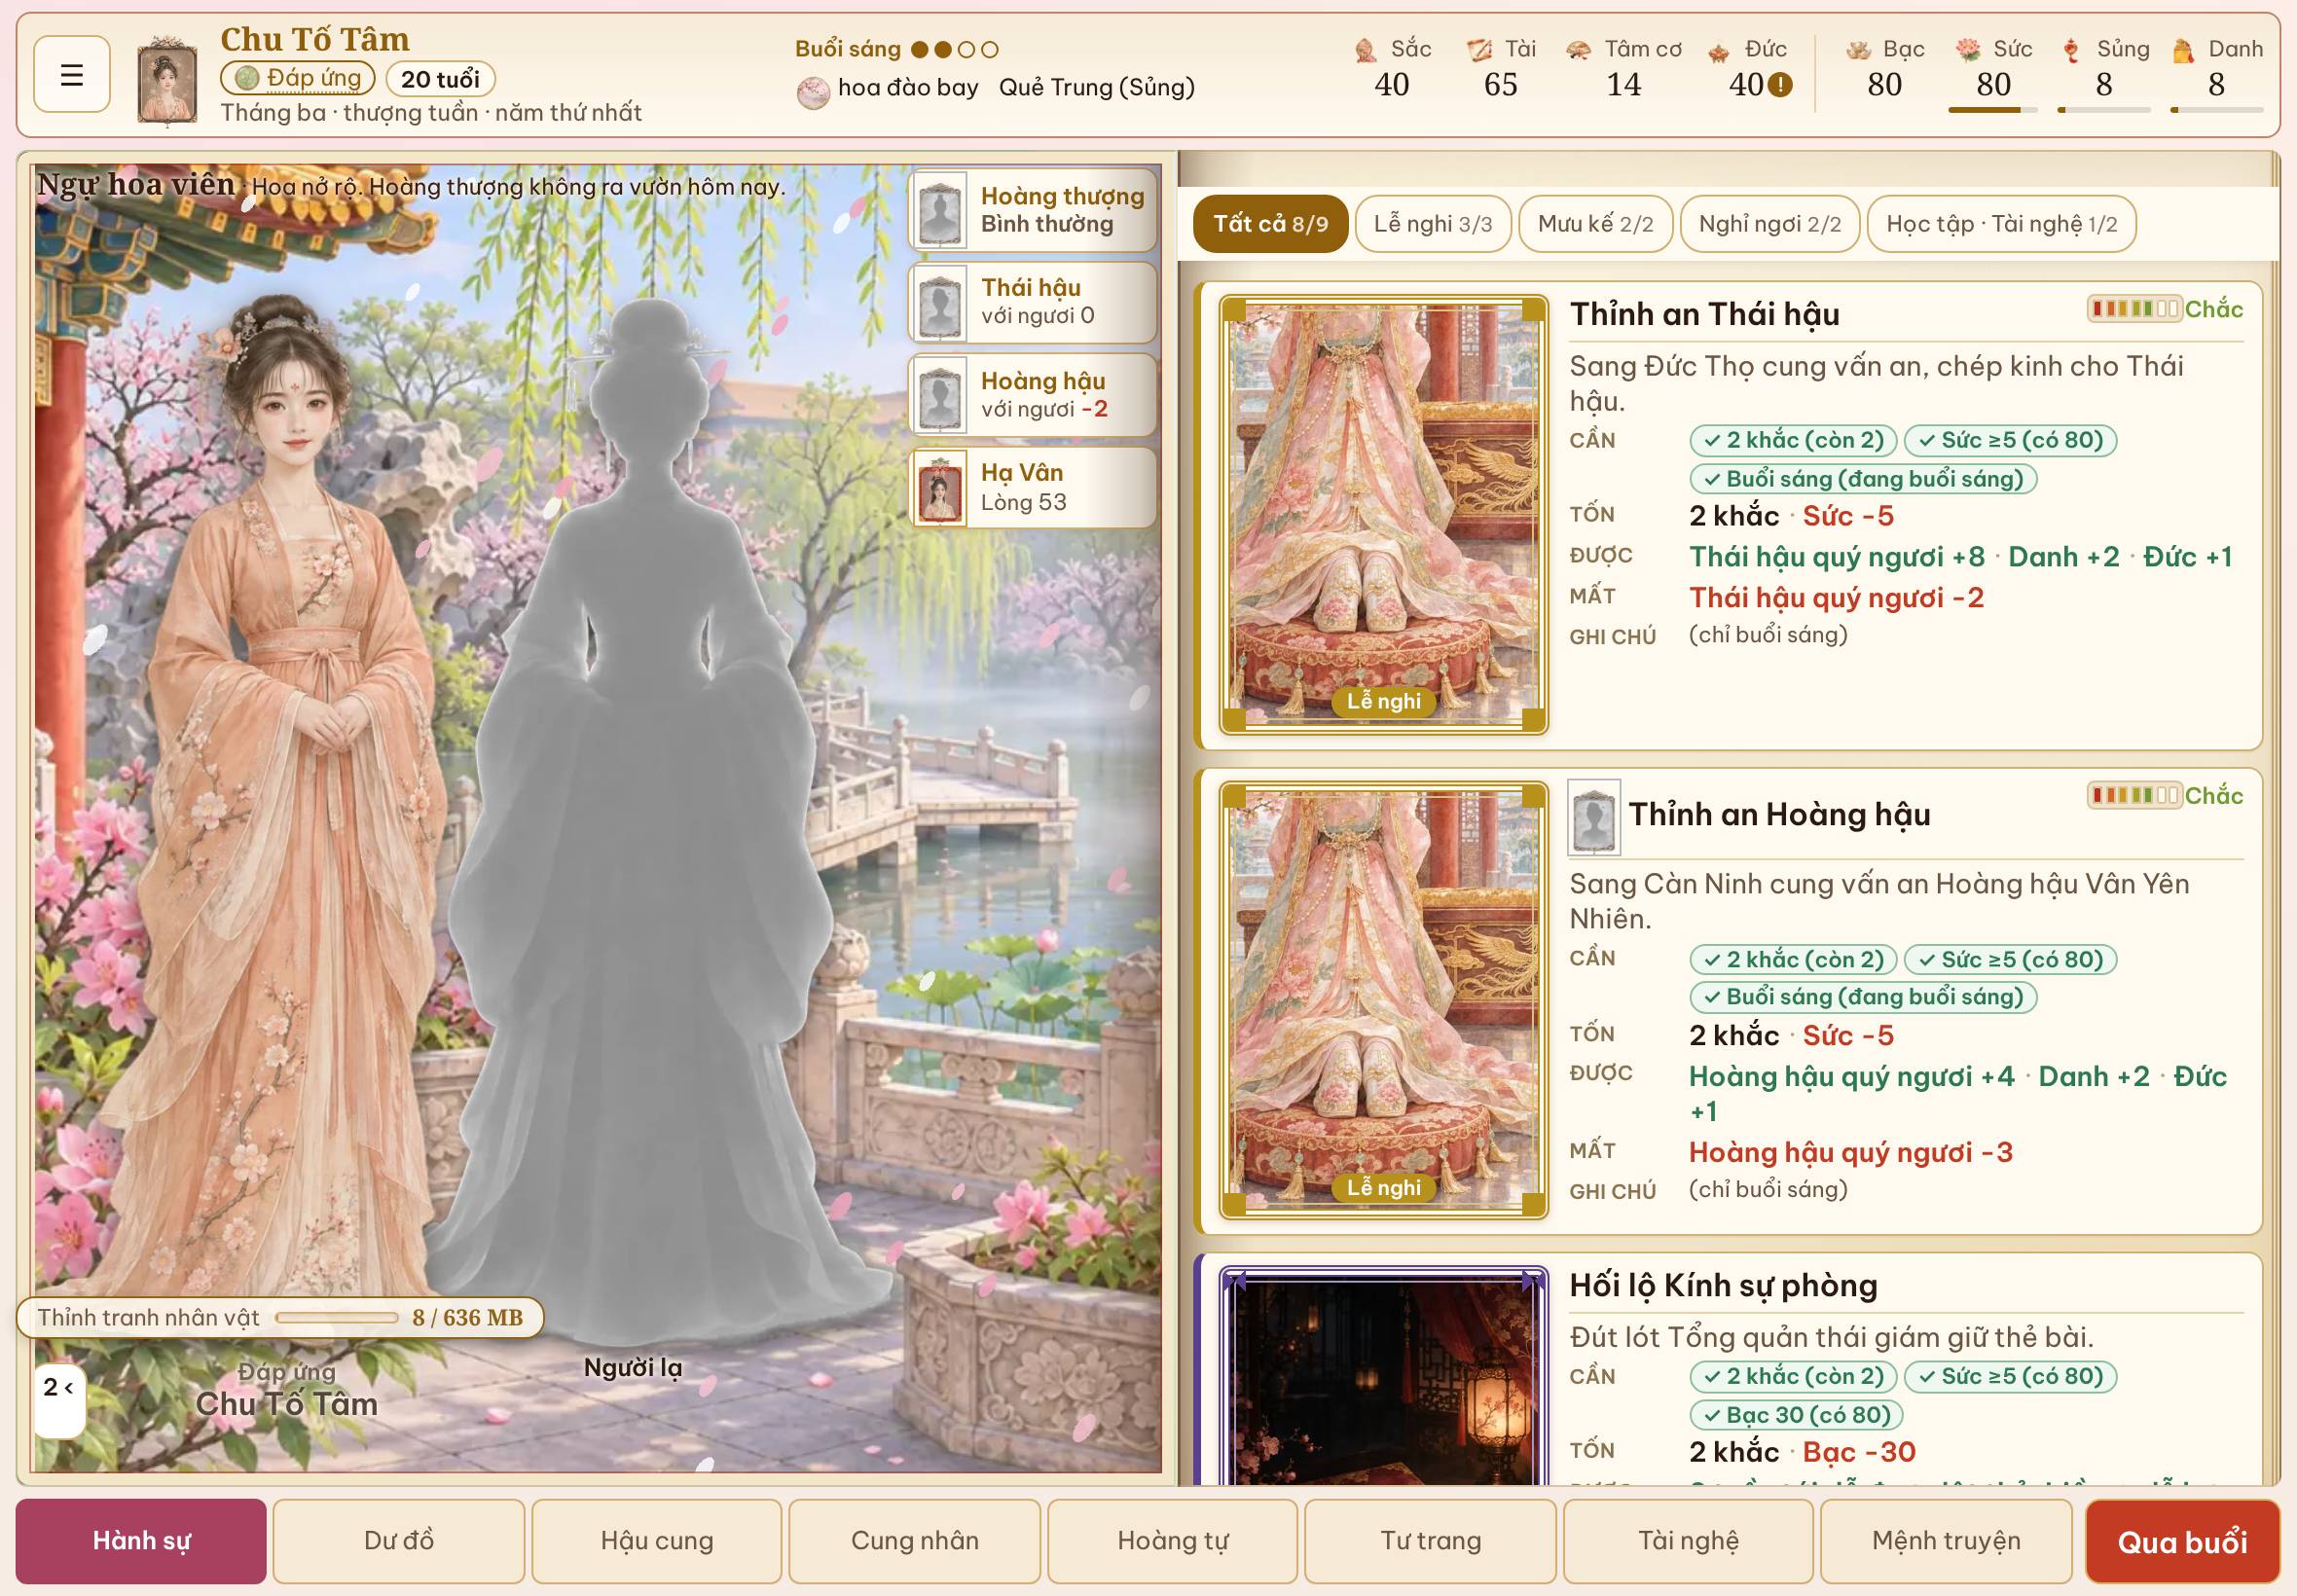 Chu Tố Tâm
Đáp ứng 20 tuổi
Tháng ba · thượng tuần · năm thứ nhất
Buổi sáng
hoa đào bay Quẻ Trung (Sủng)
Sắc Tài Tâm cơ Đức Bạc Sức Sủng Danh
40 65 14 40 ! 80 80 8 8
Ngự hoa viên · Hoa nở rộ. Hoàng thượng không ra vườn hôm nay.
Hoàng thượng
Bình thường
Thái hậu
với ngươi 0
Hoàng hậu
với ngươi -2
Hạ Vân
Lòng 53
Thỉnh tranh nhân vật 8 / 636 MB
2 ‹
Đáp ứng
Chu Tố Tâm
Người lạ
Tất cả 8/9 Lễ nghi 3/3 Mưu kế 2/2 Nghỉ ngơi 2/2 Học tập · Tài nghệ 1/2
Thỉnh an Thái hậu Chắc
Sang Đức Thọ cung vấn an, chép kinh cho Thái
hậu.
CẦN ✓ 2 khắc (còn 2) ✓ Sức ≥5 (có 80)
✓ Buổi sáng (đang buổi sáng)
TỐN 2 khắc · Sức -5
ĐƯỢC Thái hậu quý ngươi +8 · Danh +2 · Đức +1
MẤT Thái hậu quý ngươi -2
GHI CHÚ (chỉ buổi sáng)
Lễ nghi
Thỉnh an Hoàng hậu Chắc
Sang Càn Ninh cung vấn an Hoàng hậu Vân Yên
Nhiên.
CẦN ✓ 2 khắc (còn 2) ✓ Sức ≥5 (có 80)
✓ Buổi sáng (đang buổi sáng)
TỐN 2 khắc · Sức -5
ĐƯỢC Hoàng hậu quý ngươi +4 · Danh +2 · Đức
+1
MẤT Hoàng hậu quý ngươi -3
GHI CHÚ (chỉ buổi sáng)
Lễ nghi
Hối lộ Kính sự phòng
Đút lót Tổng quản thái giám giữ thẻ bài.
CẦN ✓ 2 khắc (còn 2) ✓ Sức ≥5 (có 80)
✓ Bạc 30 (có 80)
TỐN 2 khắc · Bạc -30
Hành sự Dư đồ Hậu cung Cung nhân Hoàng tự Tư trang Tài nghệ Mệnh truyện Qua buổi